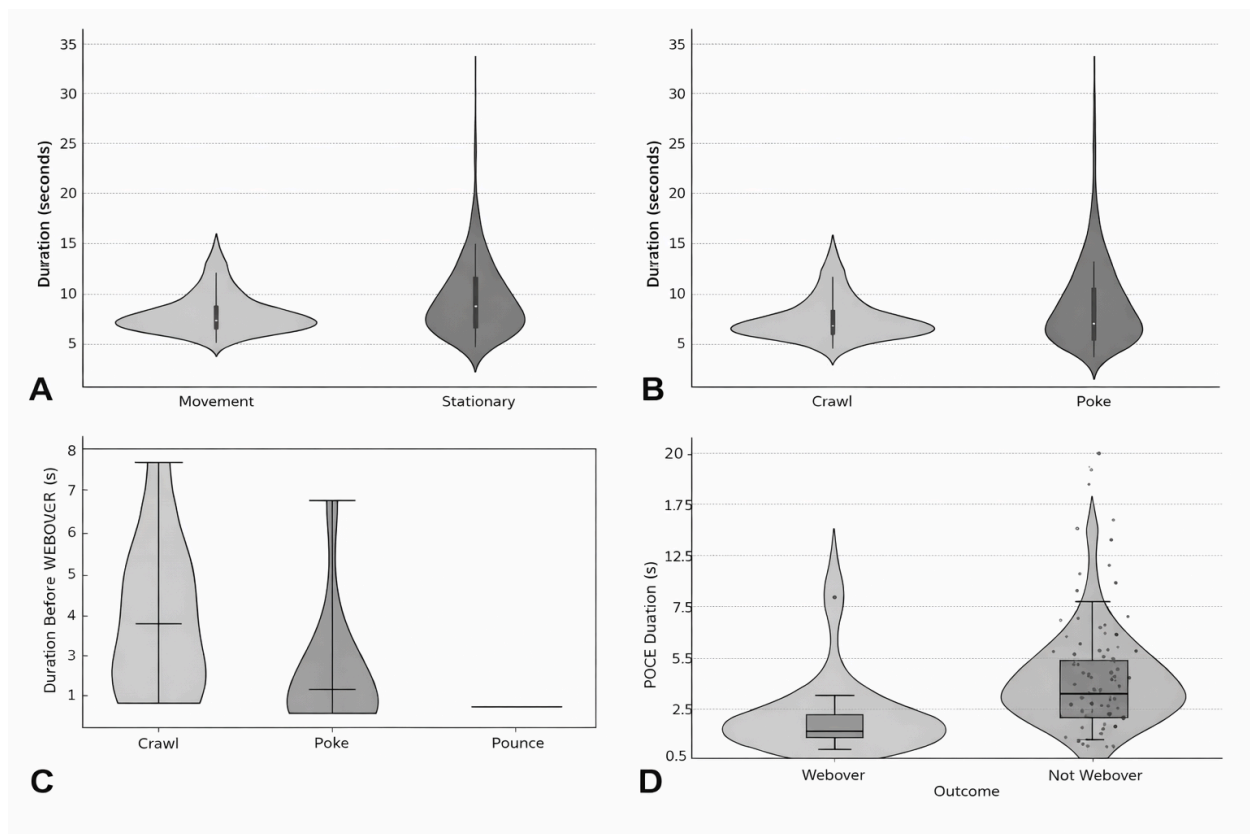 35
30
25
20
15
10
5
Duration (seconds)
Movement Stationary
A
35
30
25
20
15
10
5
Duration (seconds)
Crawl Poke
B
8
7
6
5
4
3
1
Duration Before WEBOVER (s)
Crawl Poke Pounce
C
20
1.75
12.5
7.5
5.5
2.5
0.5
POCE Duation (s)
Webover Not Webover
Outcome
D